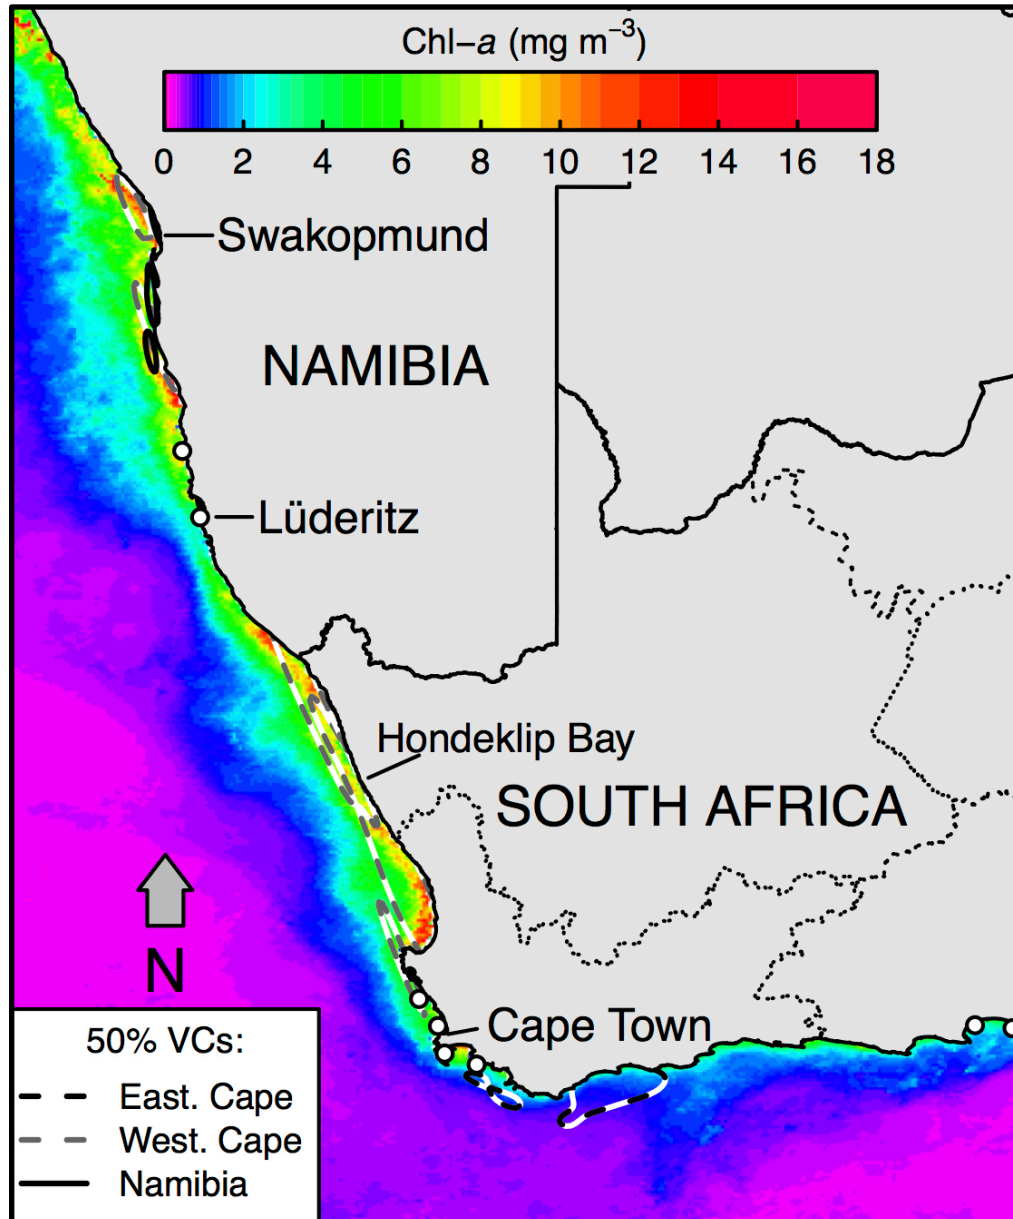 Chl–a (mg m⁻³)
0 2 4 6 8 10 12 14 16 18
Swakopmund
NAMIBIA
Lüderitz
Hondeklip Bay
SOUTH AFRICA
N
Cape Town
50% VCs:
East. Cape
West. Cape
Namibia